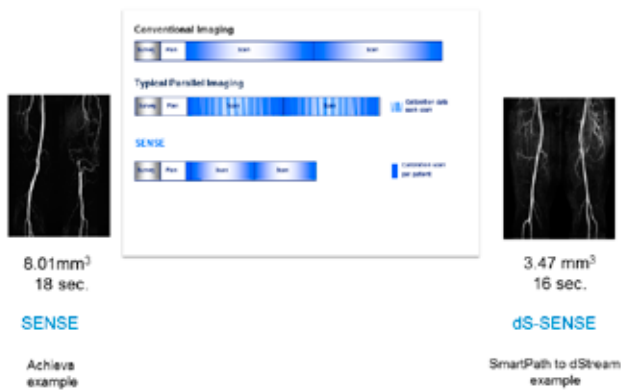 Conventional Imaging
Survey Plan Scan Scan
Typical Parallel Imaging
Survey Plan Scan Scan
Calibration data
each scan
SENSE
Survey Plan Scan Scan
Calibration scan
per patient
8.01mm³
18 sec.
SENSE
Achieva
example
3.47 mm³
16 sec.
dS-SENSE
SmartPath to dStream
example